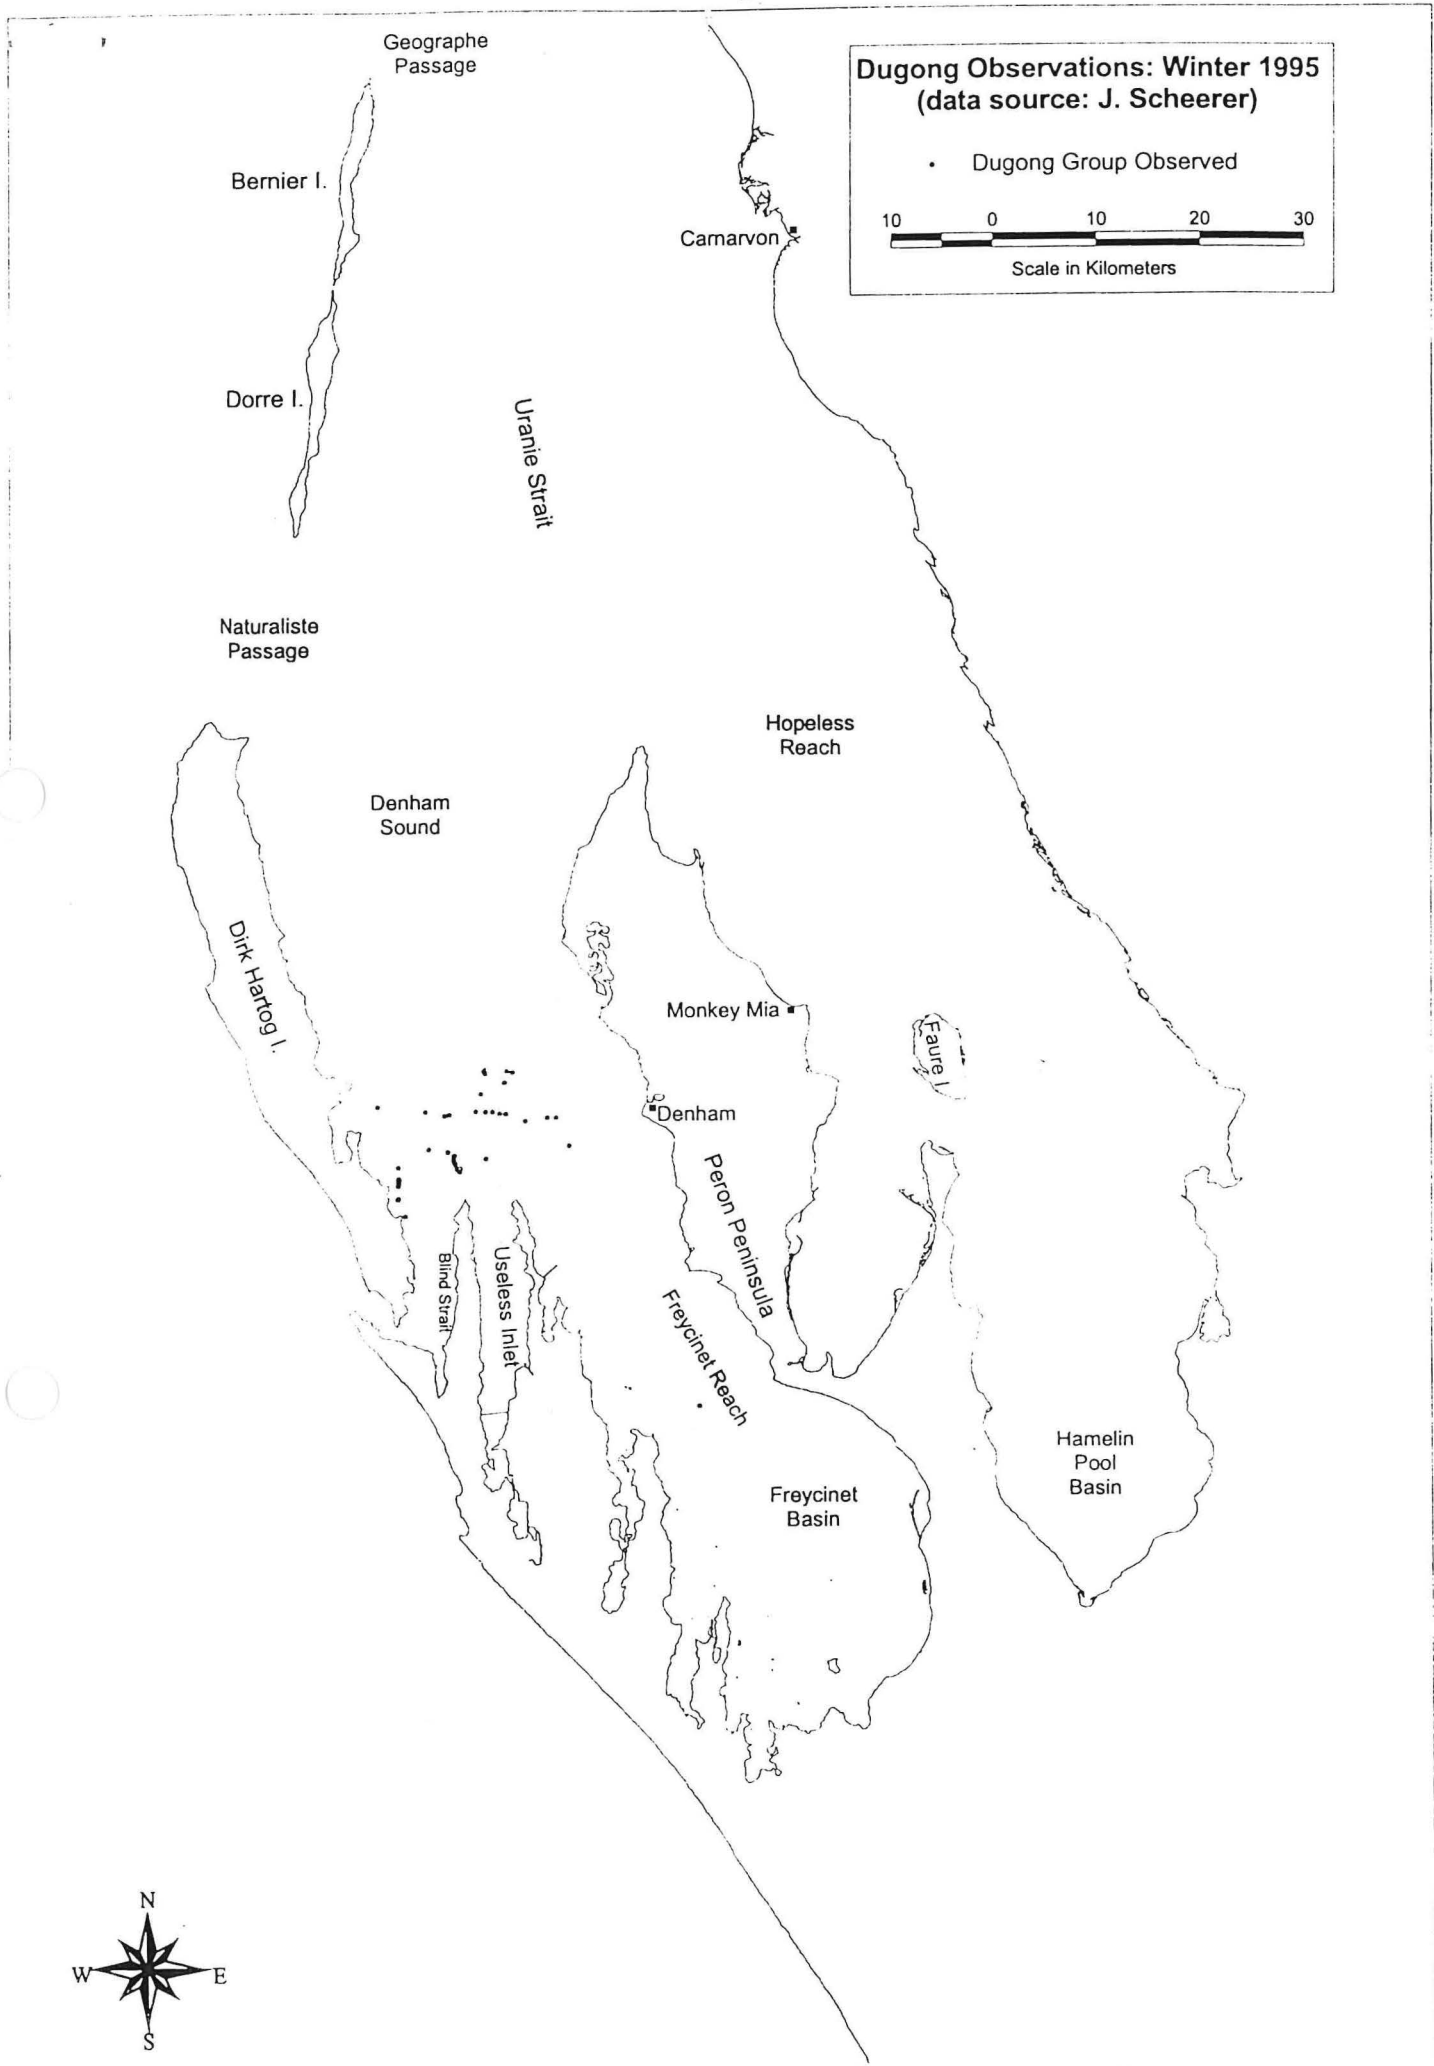 Geographe
Passage
Dugong Observations: Winter 1995
(data source: J. Scheerer)
Dugong Group Observed
10 0 10 20 30
Scale in Kilometers
Bernier I.
Carnarvon
Dorre I.
Uranie Strait
Naturaliste
Passage
Hopeless
Reach
Denham
Sound
Dirk Hartog I.
Monkey Mia
Faure I.
Denham
Peron Peninsula
Blind Strait
Useless Inlet
Freycinet Reach
Hamelin
Pool
Basin
Freycinet
Basin
N
W E
S